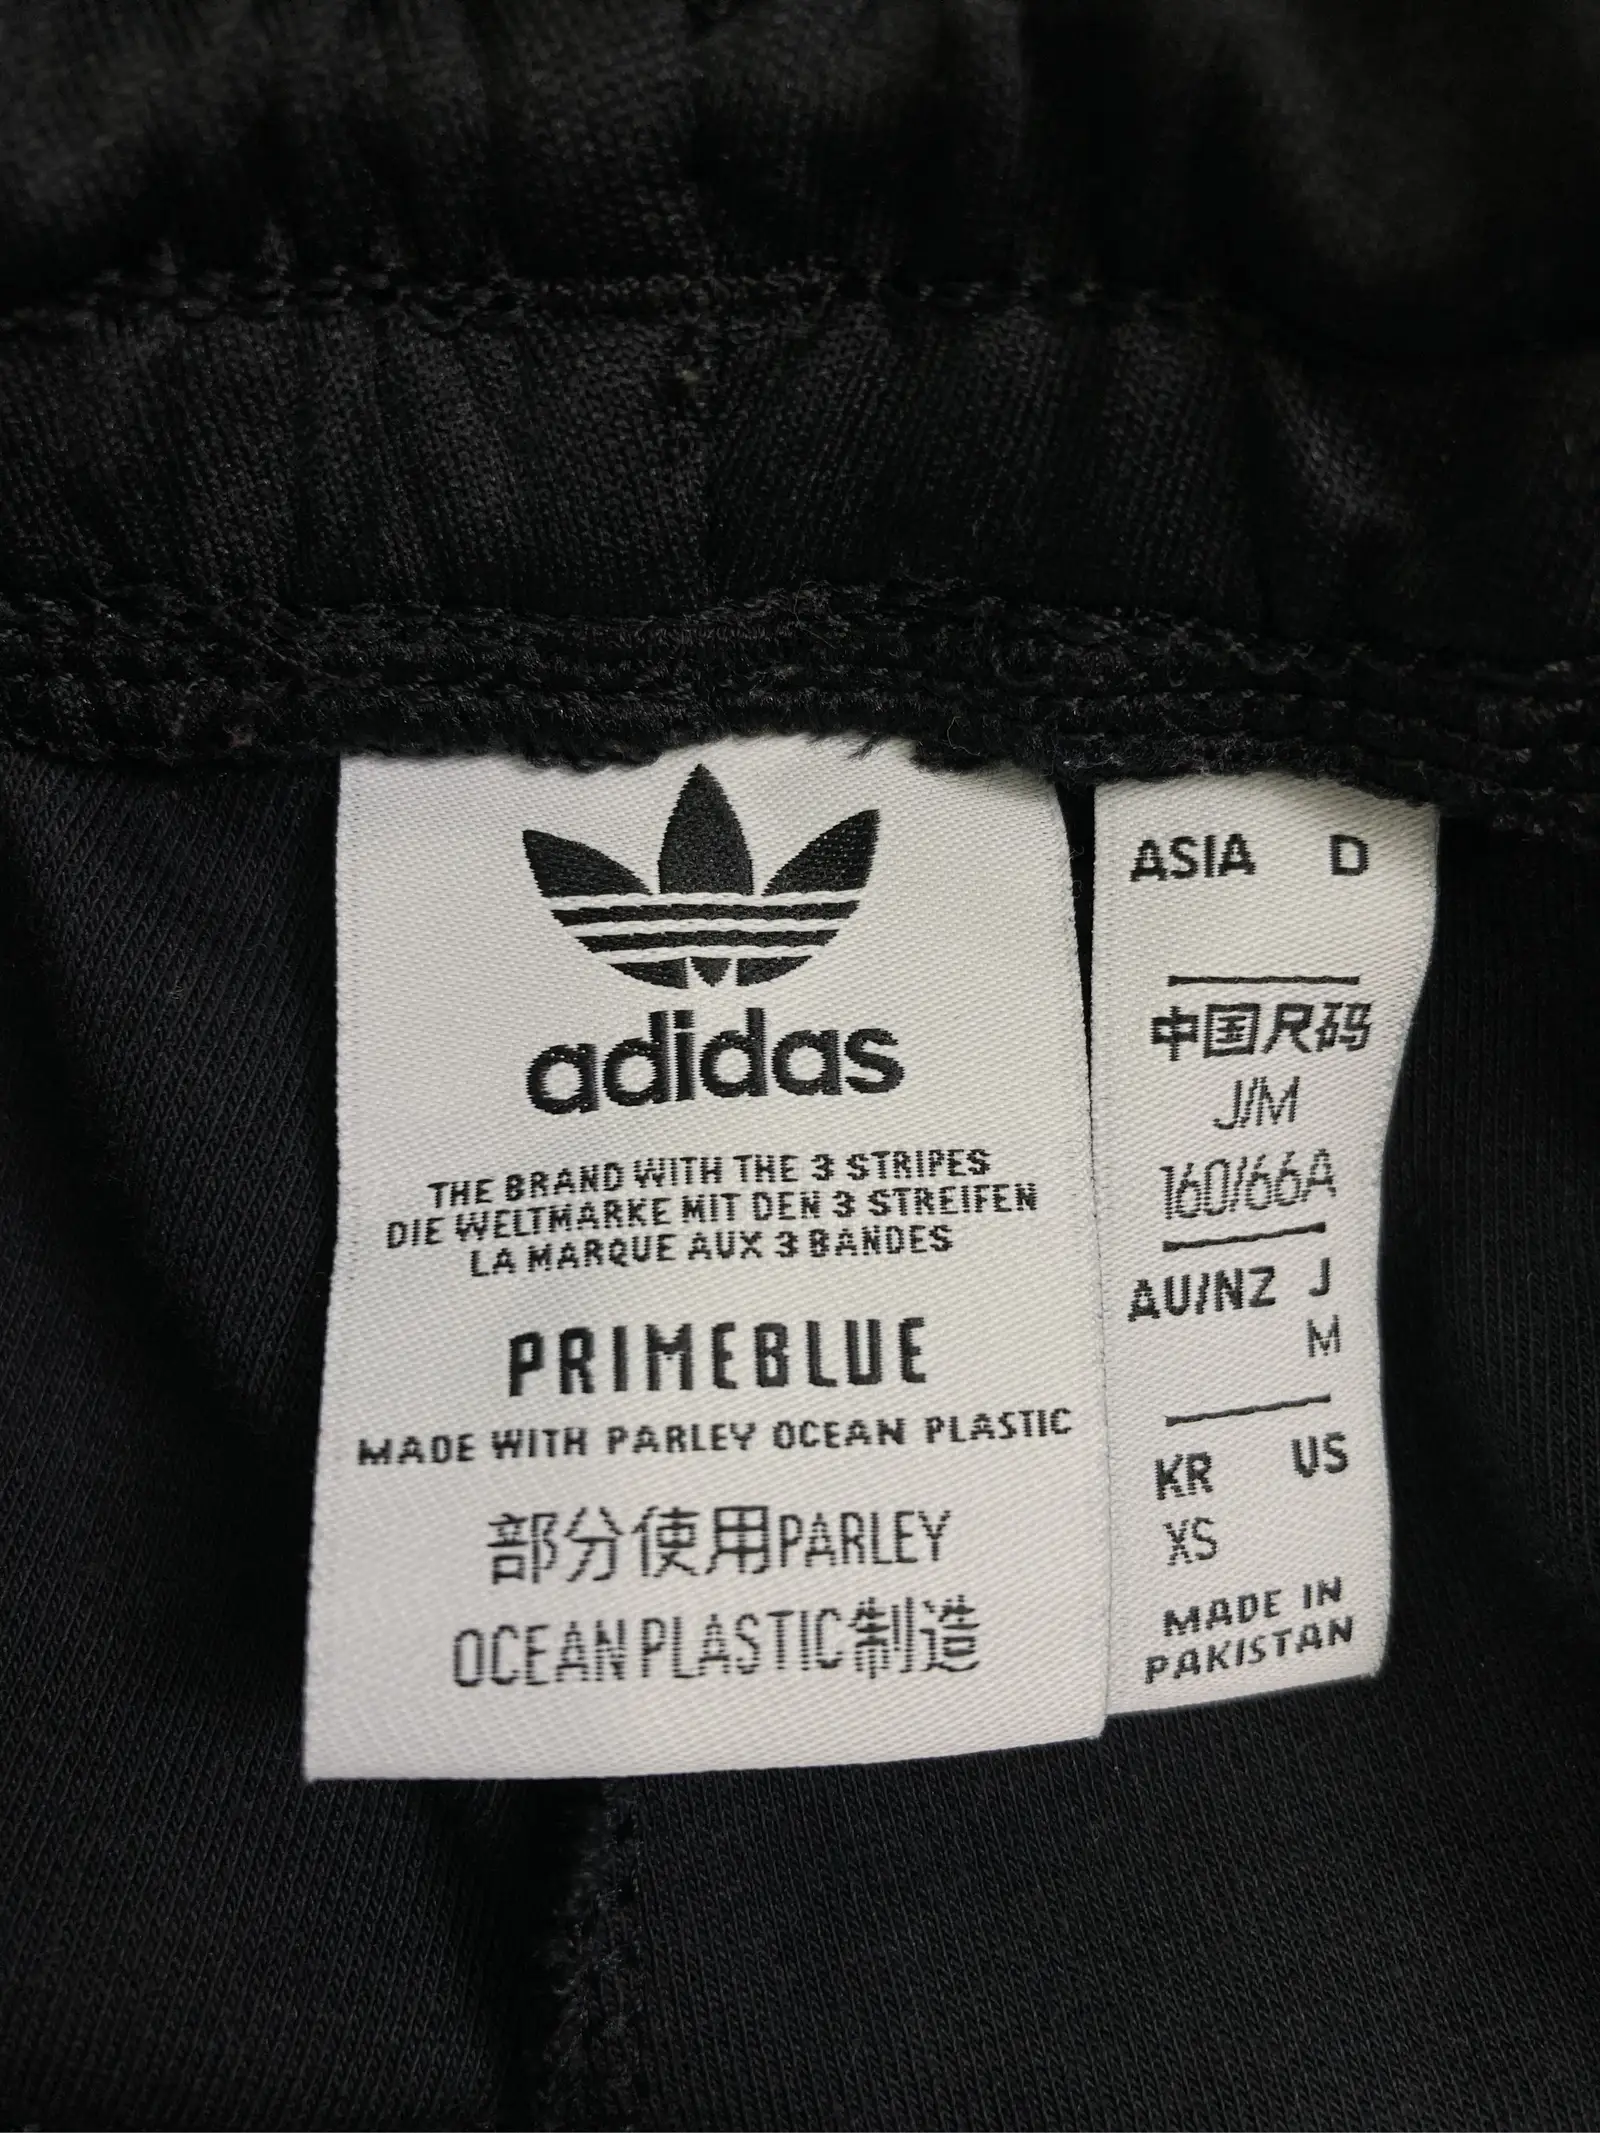 adidas
THE BRAND WITH THE 3 STRIPES
DIE WELTMARKE MIT DEN 3 STREIFEN
LA MARQUE AUX 3 BANDES
PRIMEBLUE
MADE WITH PARLEY OCEAN PLASTIC
部分使用PARLEY
OCEAN PLASTIC制造
ASIA D
中国尺码
J/M
160/66A
AU/NZ J
M
KR US
XS
MADE IN
PAKISTAN